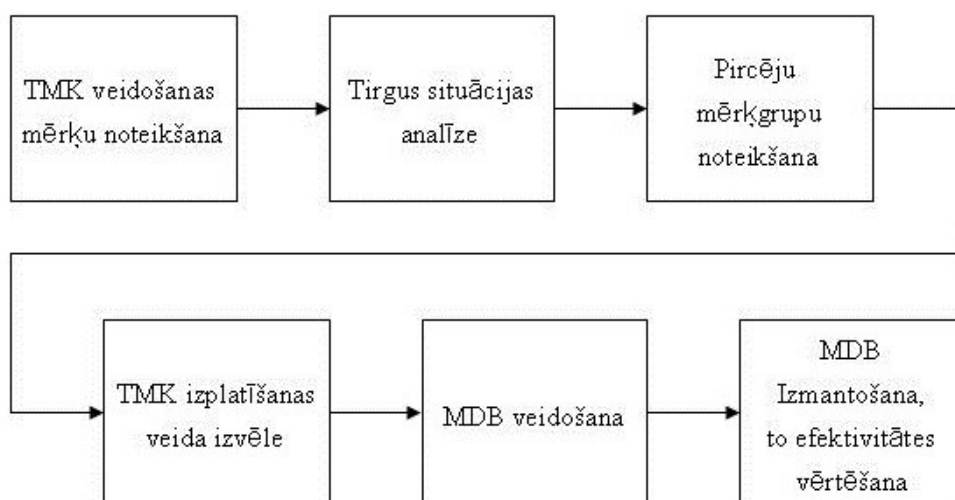 TMK veidošanas
mērķu noteikšana
Tirgus situācijas
analīze
Pircēju
mērķgrupu
noteikšana
TMK izplatīšanas
veida izvēle
MDB veidošana
MDB
Izmantošana,
to efektivitātes
vērtēšana